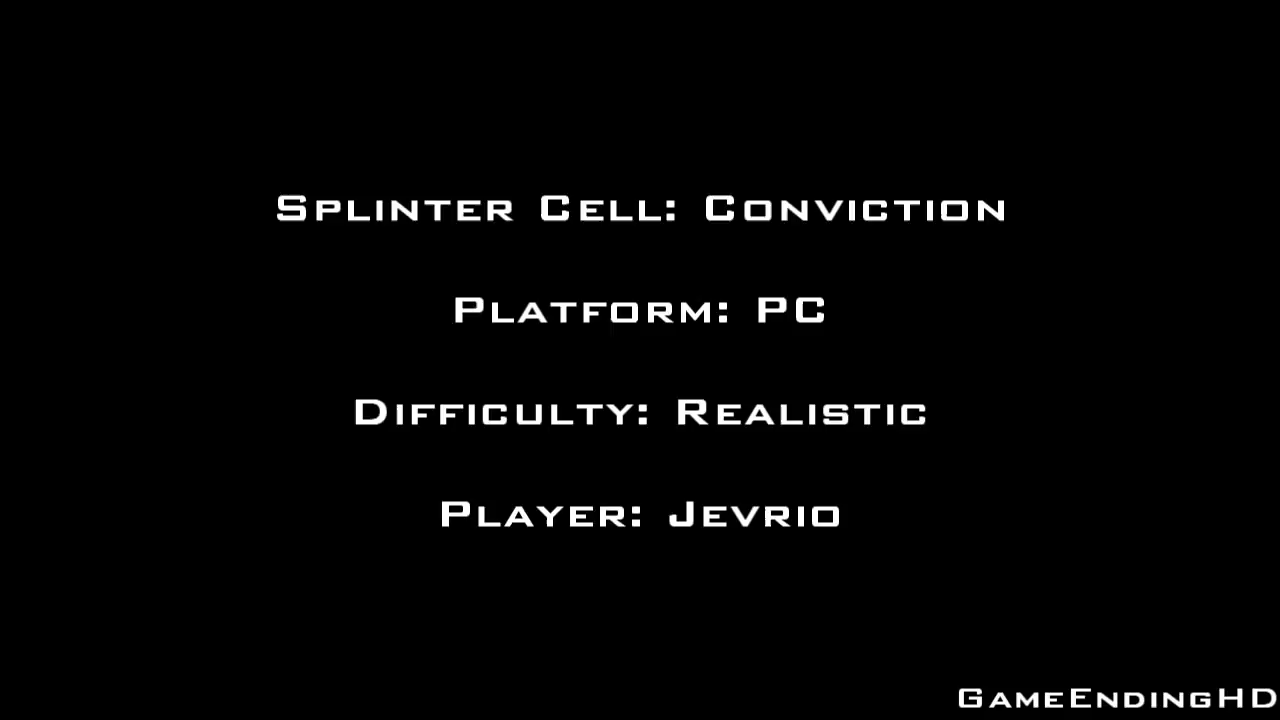 Splinter Cell: Conviction
Platform: PC
Difficulty: Realistic
Player: Jevrio
GameEndingHD